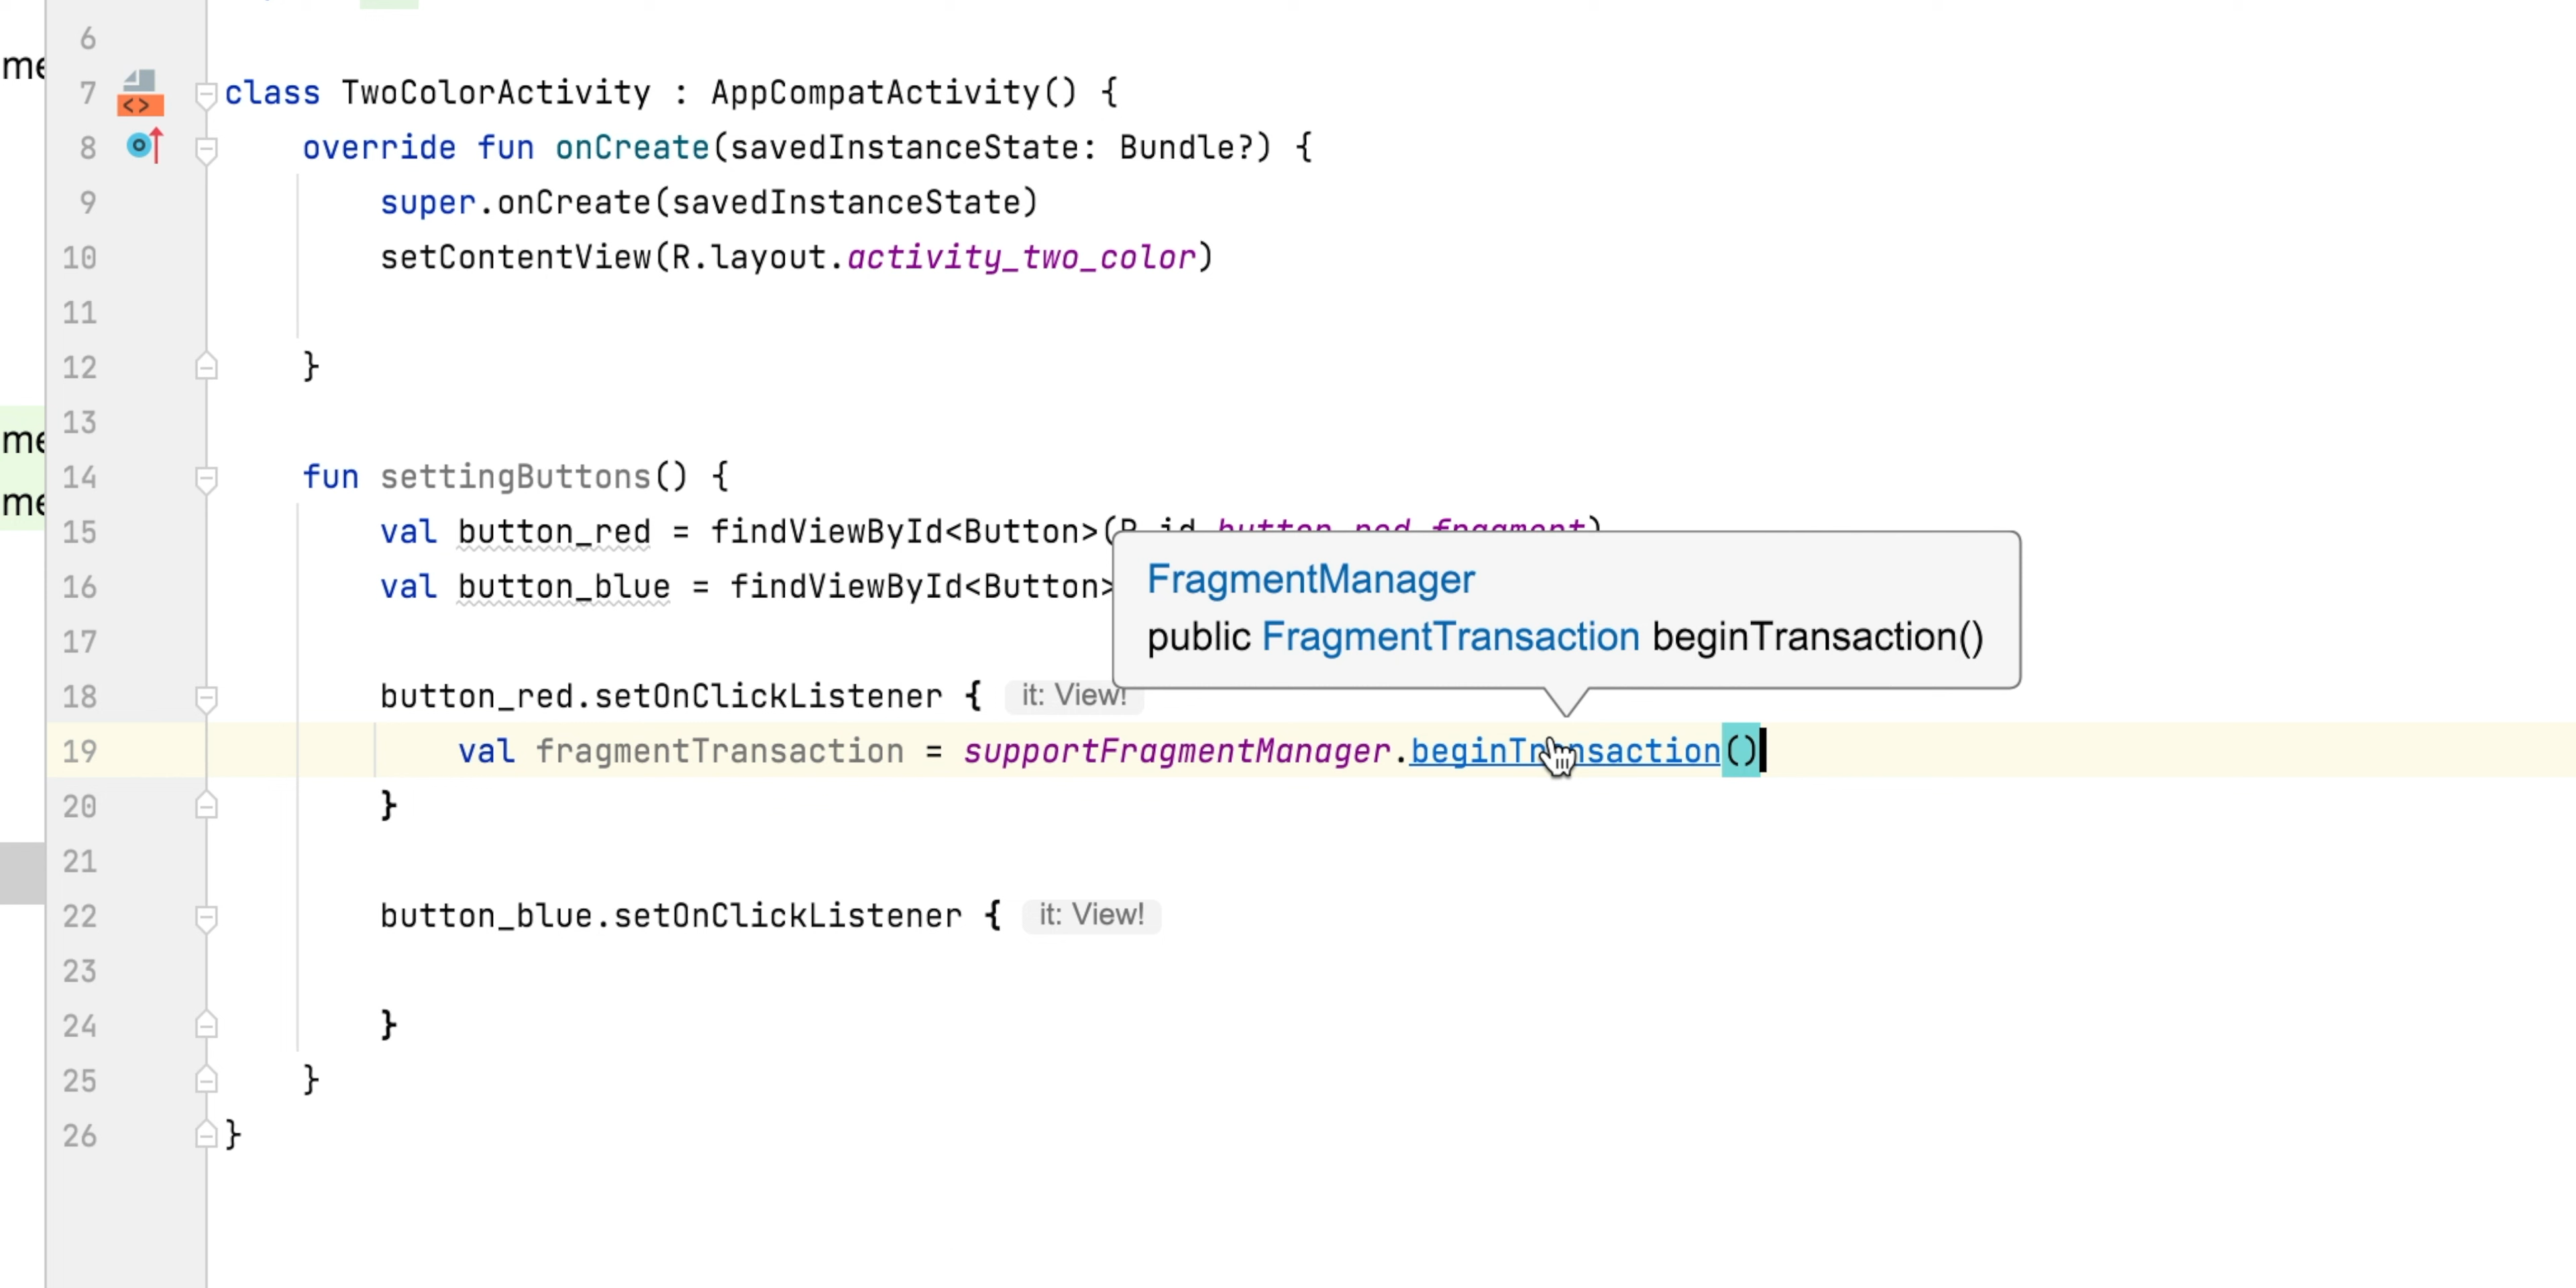 6
me
7 class TwoColorActivity : AppCompatActivity() {
8 override fun onCreate(savedInstanceState: Bundle?) {
9 super.onCreate(savedInstanceState)
10 setContentView(R.layout.activity_two_color)
11
12 }
13
me
14 fun settingButtons() {
me
15 val button_red = findViewById<Button>(R.id.button_red_fragment)
16 val button_blue = findViewById<Button>
FragmentManager
public FragmentTransaction beginTransaction()
17
18 button_red.setOnClickListener { it: View!
19 val fragmentTransaction = supportFragmentManager.beginTransaction()
20 }
21
22 button_blue.setOnClickListener { it: View!
23
24 }
25 }
26 }